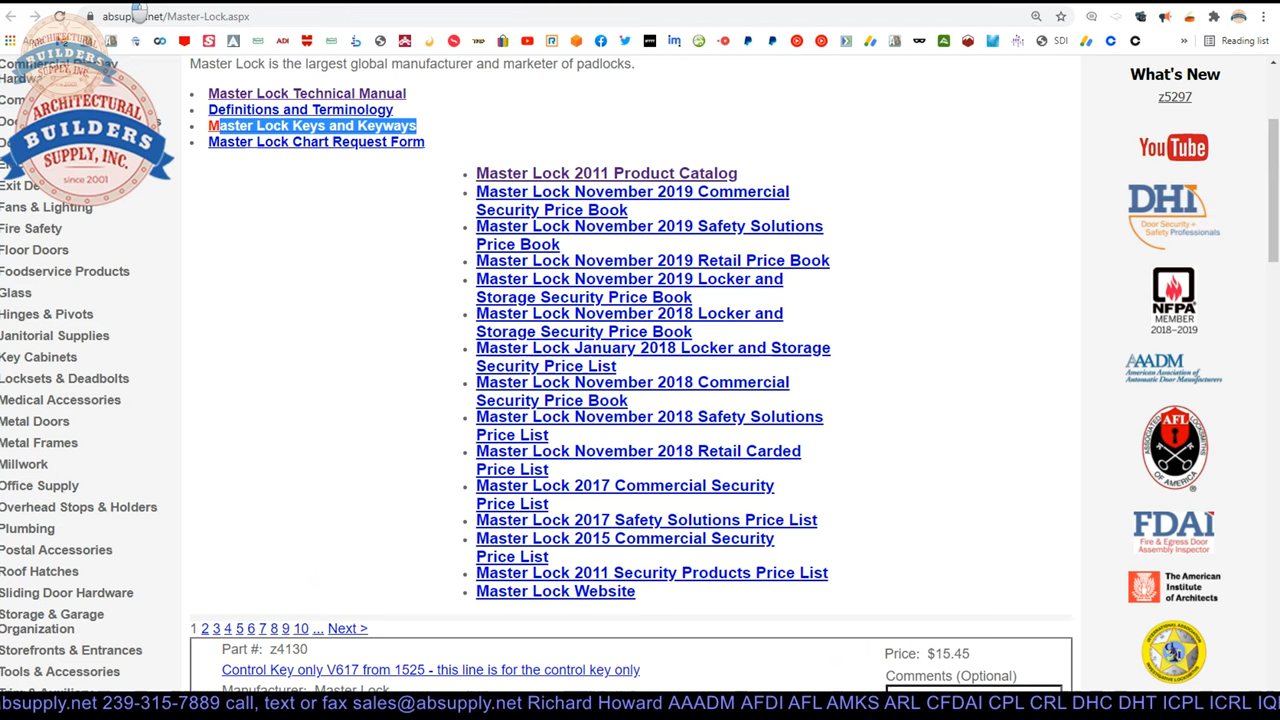 absupply.net/Master-Lock.aspx
SDI
Reading list
Master Lock is the largest global manufacturer and marketer of padlocks.
Master Lock Technical Manual
Definitions and Terminology
Master Lock Keys and Keyways
Master Lock Chart Request Form
ARCHITECTURAL
BUILDERS
SUPPLY, INC.
since 2001
Fans & Lighting
Fire Safety
Floor Doors
Foodservice Products
Glass
Hinges & Pivots
Janitorial Supplies
Key Cabinets
Locksets & Deadbolts
Medical Accessories
Metal Doors
Metal Frames
Millwork
Office Supply
Overhead Stops & Holders
Plumbing
Postal Accessories
Roof Hatches
Sliding Door Hardware
Storage & Garage
Organization
Storefronts & Entrances
Tools & Accessories
Master Lock 2011 Product Catalog
Master Lock November 2019 Commercial
Security Price Book
Master Lock November 2019 Safety Solutions
Price Book
Master Lock November 2019 Retail Price Book
Master Lock November 2019 Locker and
Storage Security Price Book
Master Lock November 2018 Locker and
Storage Security Price Book
Master Lock January 2018 Locker and Storage
Security Price List
Master Lock November 2018 Commercial
Security Price Book
Master Lock November 2018 Safety Solutions
Price List
Master Lock November 2018 Retail Carded
Price List
Master Lock 2017 Commercial Security
Price List
Master Lock 2017 Safety Solutions Price List
Master Lock 2015 Commercial Security
Price List
Master Lock 2011 Security Products Price List
Master Lock Website
1 2 3 4 5 6 7 8 9 10 ... Next >
Part #: z4130
Control Key only V617 from 1525 - this line is for the control key only
Manufacturer: Master Lock
Price: $15.45
Comments (Optional)
What's New
z5297
YouTube
DHI
Door Security +
Safety Professionals
NFPA
MEMBER
2018-2019
AAADM
American Association of
Automatic Door Manufacturers
ASSOCIATED
AFL
LOCKSMITHS
OF AMERICA
FDAI
Fire & Egress Door
Assembly Inspector
The American
Institute
of Architects
absupply.net 239-315-7889 call, text or fax sales@absupply.net Richard Howard AAADM AFDI AFL AMKS ARL CFDAI CPL CRL DHC DHT ICPL ICRL IQ